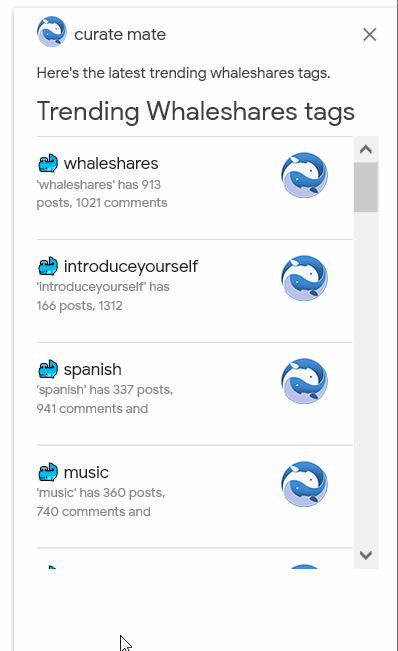 curate mate
Here's the latest trending whaleshares tags.
Trending Whaleshares tags
whaleshares
'whaleshares' has 913
posts, 1021 comments
introduceyourself
'introduceyourself' has
166 posts, 1312
spanish
'spanish' has 337 posts,
941 comments and
music
'music' has 360 posts,
740 comments and